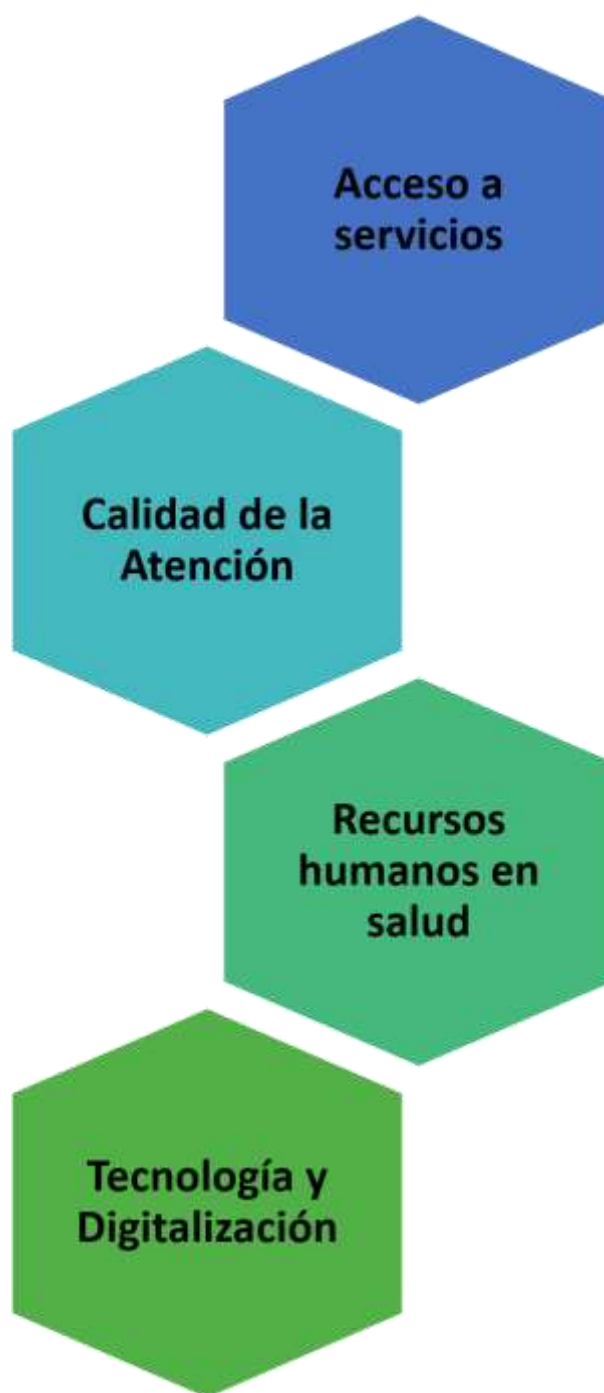 Acceso a
servicios
Calidad de la
Atención
Recursos
humanos en
salud
Tecnología y
Digitalización